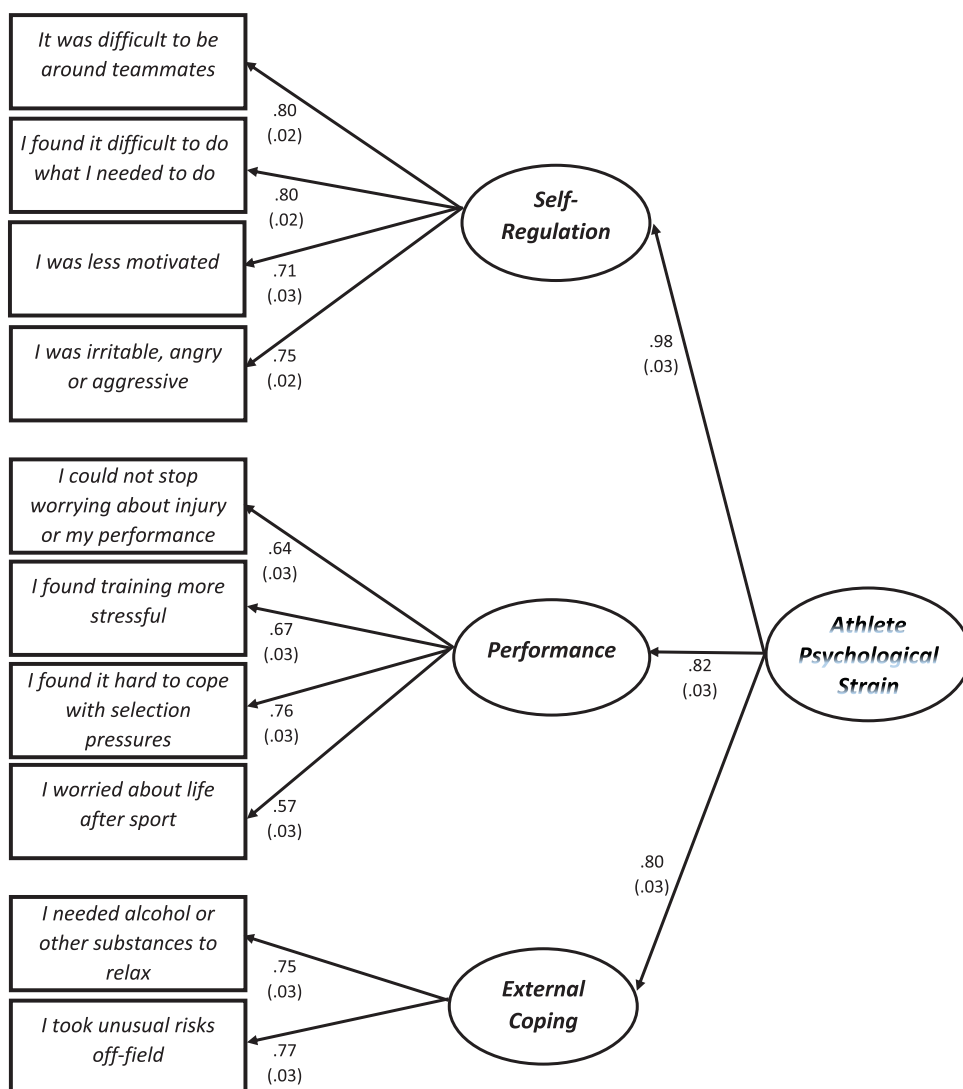 It was difficult to be
around teammates
.80
(.02)
I found it difficult to do
what I needed to do
.80
(.02)
I was less motivated
.71
(.03)
I was irritable, angry
or aggressive
.75
(.02)
Self-
Regulation
.98
(.03)
I could not stop
worrying about injury
or my performance
.64
(.03)
I found training more
stressful
.67
(.03)
I found it hard to cope
with selection
pressures
.76
(.03)
I worried about life
after sport
.57
(.03)
Performance
.82
(.03)
Athlete
Psychological
Strain
.80
(.03)
I needed alcohol or
other substances to
relax
.75
(.03)
I took unusual risks
off-field
.77
(.03)
External
Coping